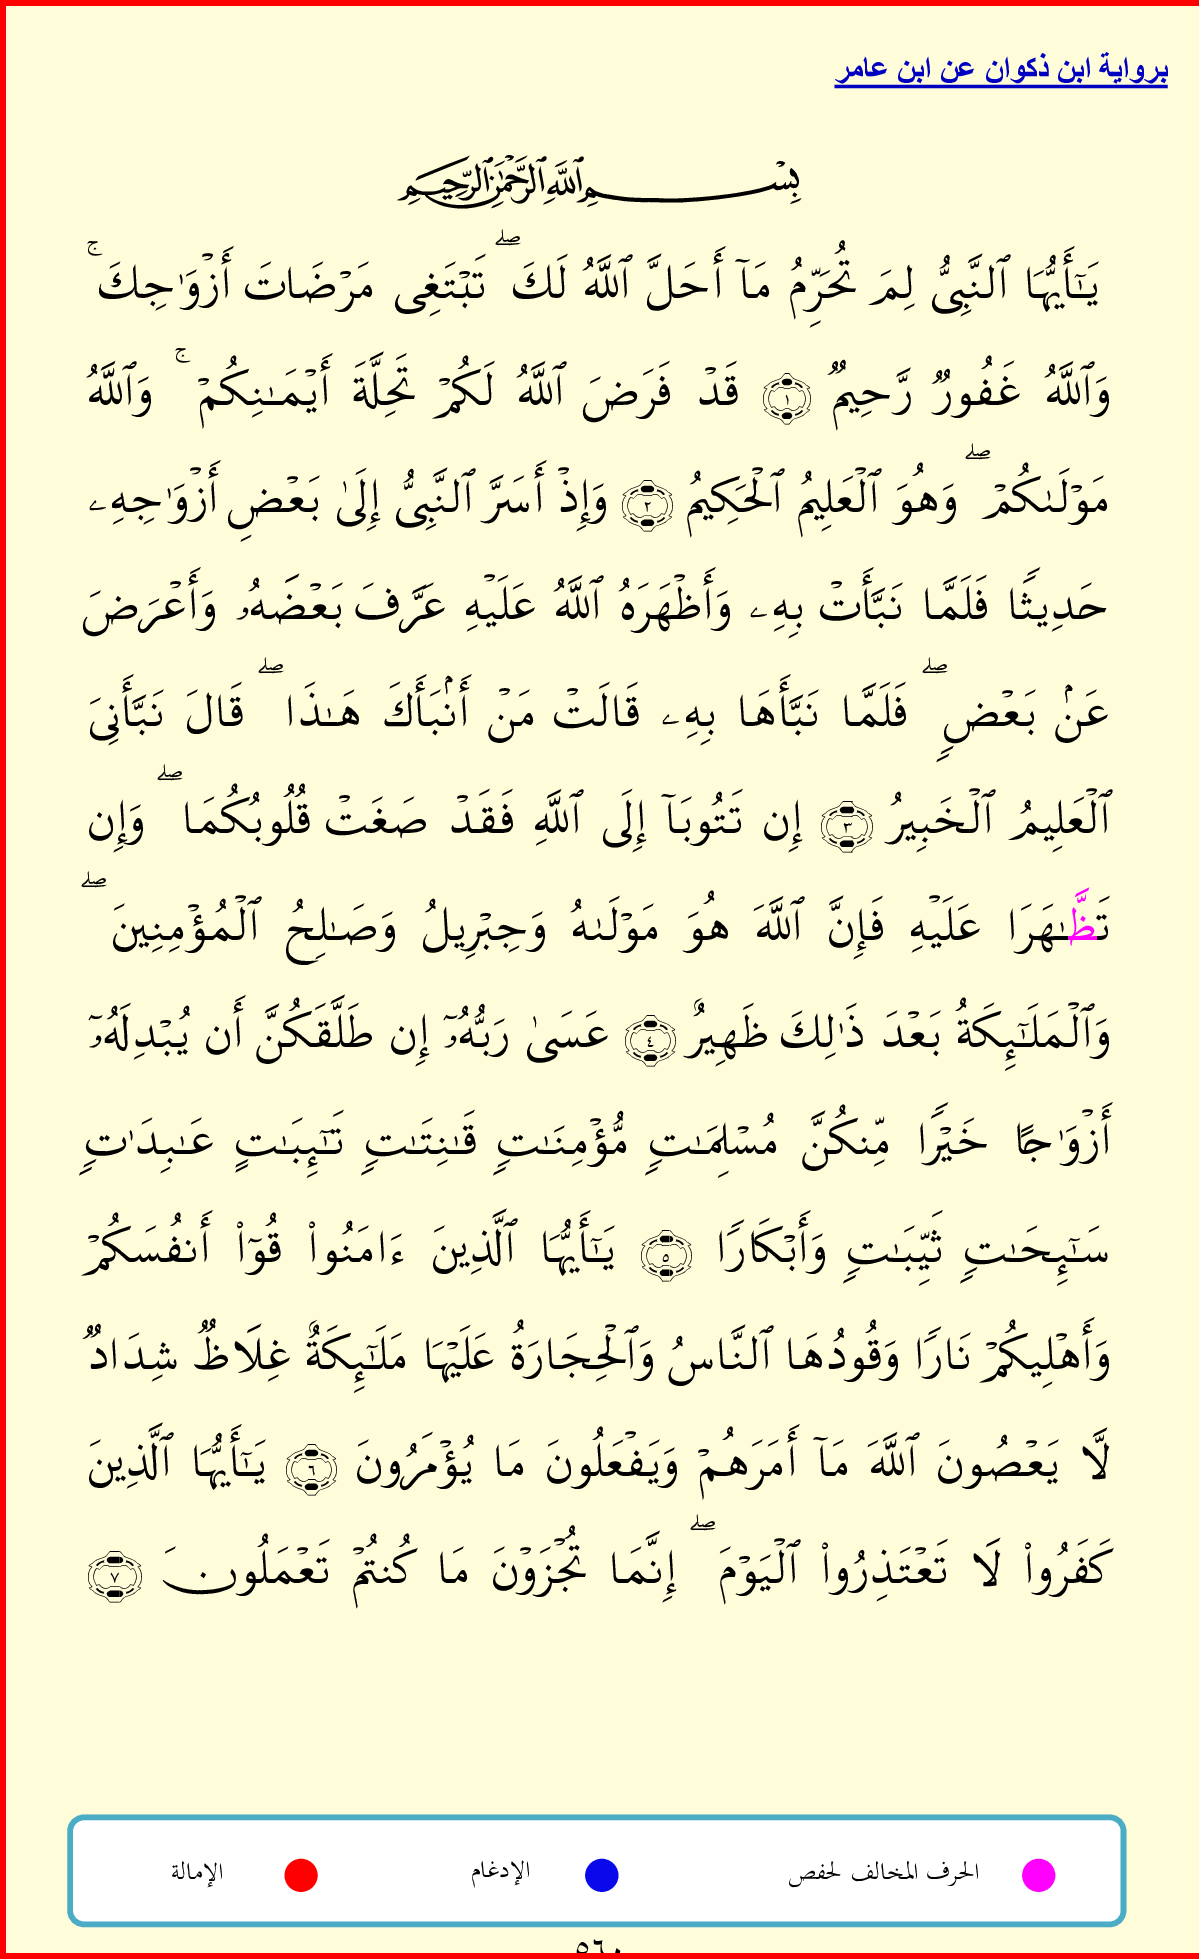 برواية ابن ذكوان عن ابن عامر
بِسْمِ ٱللَّهِ ٱلرَّحْمَٰنِ ٱلرَّحِيمِ
يَـٰٓأَيُّهَا ٱلنَّبِىُّ لِمَ تُحَرِّمُ مَآ أَحَلَّ ٱللَّهُ لَكَ ۖ تَبْتَغِى مَرْضَاتَ أَزْوَٰجِكَ ۚ
وَٱللَّهُ غَفُورٌ رَّحِيمٌ ١ قَدْ فَرَضَ ٱللَّهُ لَكُمْ تَحِلَّةَ أَيْمَـٰنِكُمْ ۚ وَٱللَّهُ
مَوْلَىٰكُمْ ۖ وَهُوَ ٱلْعَلِيمُ ٱلْحَكِيمُ ٢ وَإِذْ أَسَرَّ ٱلنَّبِىُّ إِلَىٰ بَعْضِ أَزْوَٰجِهِۦ
حَدِيثًا فَلَمَّا نَبَّأَتْ بِهِۦ وَأَظْهَرَهُ ٱللَّهُ عَلَيْهِ عَرَّفَ بَعْضَهُۥ وَأَعْرَضَ
عَنۢ بَعْضٍ ۖ فَلَمَّا نَبَّأَهَا بِهِۦ قَالَتْ مَنْ أَنۢبَأَكَ هَـٰذَا ۖ قَالَ نَبَّأَنِىَ
ٱلْعَلِيمُ ٱلْخَبِيرُ ٣ إِن تَتُوبَآ إِلَى ٱللَّهِ فَقَدْ صَغَتْ قُلُوبُكُمَا ۖ وَإِن
تَظَّـٰهَرَا عَلَيْهِ فَإِنَّ ٱللَّهَ هُوَ مَوْلَىٰهُ وَجِبْرِيلُ وَصَـٰلِحُ ٱلْمُؤْمِنِينَ ۖ
وَٱلْمَلَـٰٓئِكَةُ بَعْدَ ذَٰلِكَ ظَهِيرٌ ٤ عَسَىٰ رَبُّهُۥٓ إِن طَلَّقَكُنَّ أَن يُبْدِلَهُۥٓ
أَزْوَٰجًا خَيْرًا مِّنكُنَّ مُسْلِمَـٰتٍ مُّؤْمِنَـٰتٍ قَـٰنِتَـٰتٍ تَـٰٓئِبَـٰتٍ عَـٰبِدَٰتٍ
سَـٰٓئِحَـٰتٍ ثَيِّبَـٰتٍ وَأَبْكَارًا ٥ يَـٰٓأَيُّهَا ٱلَّذِينَ ءَامَنُوا۟ قُوٓا۟ أَنفُسَكُمْ
وَأَهْلِيكُمْ نَارًا وَقُودُهَا ٱلنَّاسُ وَٱلْحِجَارَةُ عَلَيْهَا مَلَـٰٓئِكَةٌ غِلَاظٌ شِدَادٌ
لَّا يَعْصُونَ ٱللَّهَ مَآ أَمَرَهُمْ وَيَفْعَلُونَ مَا يُؤْمَرُونَ ٦ يَـٰٓأَيُّهَا ٱلَّذِينَ
كَفَرُوا۟ لَا تَعْتَذِرُوا۟ ٱلْيَوْمَ ۖ إِنَّمَا تُجْزَوْنَ مَا كُنتُمْ تَعْمَلُونَ ٧
الحرف المخالف لحفص الإدغام الإمالة
٥٦٠